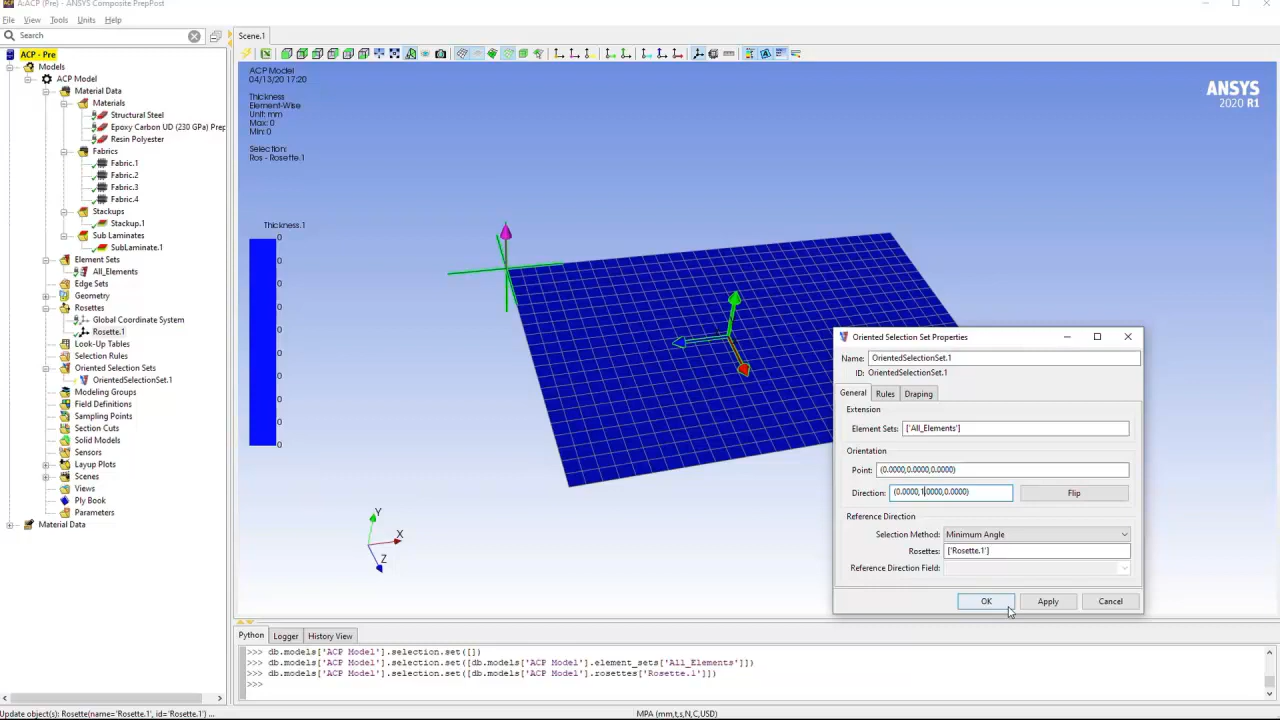 A:ACP (Pre) - ANSYS Composite PrepPost
File View Tools Units Help
Search
ACP - Pre
Models
ACP Model
Material Data
Materials
Structural Steel
Epoxy Carbon UD (230 GPa) Prep
Resin Polyester
Fabrics
Fabric.1
Fabric.2
Fabric.3
Fabric.4
Stackups
Stackup.1
Sub Laminates
SubLaminate.1
Element Sets
All_Elements
Edge Sets
Geometry
Rosettes
Global Coordinate System
Rosette.1
Look-Up Tables
Selection Rules
Oriented Selection Sets
OrientedSelectionSet.1
Modeling Groups
Field Definitions
Sampling Points
Section Cuts
Solid Models
Sensors
Layup Plots
Scenes
Views
Ply Book
Parameters
Material Data
Scene.1
ACP Model
04/13/20 17:20
Thickness
Element-Wise
Unit: mm
Max: 0
Min: 0
Selection:
Ros - Rosette.1
Thickness.1
0
0
0
0
0
0
0
0
0
0
ANSYS
2020 R1
Y
X
Z
Oriented Selection Set Properties
Name: OrientedSelectionSet.1
ID: OrientedSelectionSet.1
General Rules Draping
Extension
Element Sets: ['All_Elements']
Orientation
Point: (0.0000,0.0000,0.0000)
Direction: (0.0000,1.0000,0.0000) Flip
Reference Direction
Selection Method: Minimum Angle
Rosettes: ['Rosette.1']
Reference Direction Field:
OK Apply Cancel
Python Logger History View
>>> db.models['ACP Model'].selection.set([])
>>> db.models['ACP Model'].selection.set([db.models['ACP Model'].element_sets['All_Elements']])
>>> db.models['ACP Model'].selection.set([db.models['ACP Model'].rosettes['Rosette.1']])
>>>
Update object(s): Rosette(name='Rosette.1', id='Rosette.1') ...
MPA (mm,t,s,N,C,USD)